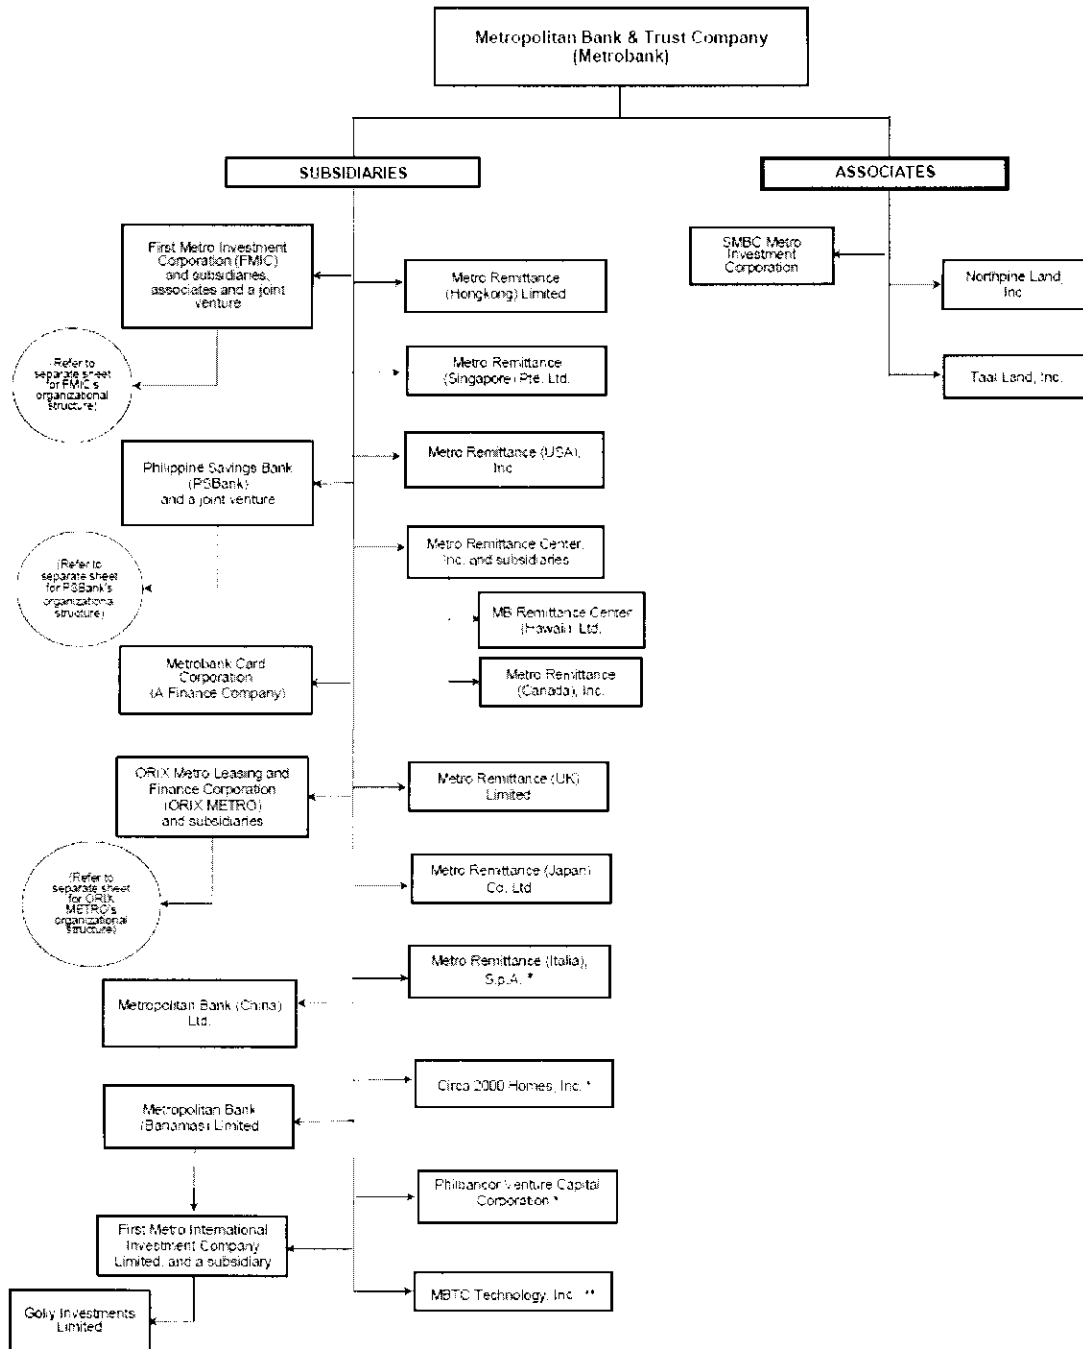 Metropolitan Bank & Trust Company
(Metrobank)
SUBSIDIARIES
ASSOCIATES
First Metro Investment
Corporation (FMIC)
and subsidiaries,
associates and a joint
venture
Metro Remittance
(Hongkong) Limited
SMBC Metro
Investment
Corporation
Northpine Land,
Inc
(Refer to
separate sheet
for FMIC's
organizational
structure)
Metro Remittance
(Singapore) Pte. Ltd.
Taal Land, Inc.
Philippine Savings Bank
(PSBank)
and a joint venture
Metro Remittance (USA),
Inc
(Refer to
separate sheet
for PSBank's
organizational
structure)
Metro Remittance Center,
Inc. and subsidiaries
MB Remittance Center
(Hawaii) Ltd.
Metrobank Card
Corporation
(A Finance Company)
Metro Remittance
(Canada), Inc.
ORIX Metro Leasing and
Finance Corporation
(ORIX METRO)
and subsidiaries
Metro Remittance (UK)
Limited
(Refer to
separate sheet
for ORIX
METRO's
organizational
structure)
Metro Remittance (Japan)
Co. Ltd
Metro Remittance (Italia),
S.p.A. *
Metropolitan Bank (China)
Ltd.
Circa 2000 Homes, Inc. *
Metropolitan Bank
(Bahamas) Limited
Philbancor Venture Capital
Corporation *
First Metro International
Investment Company
Limited, and a subsidiary
MBTC Technology, Inc. **
Goliy Investments
Limited